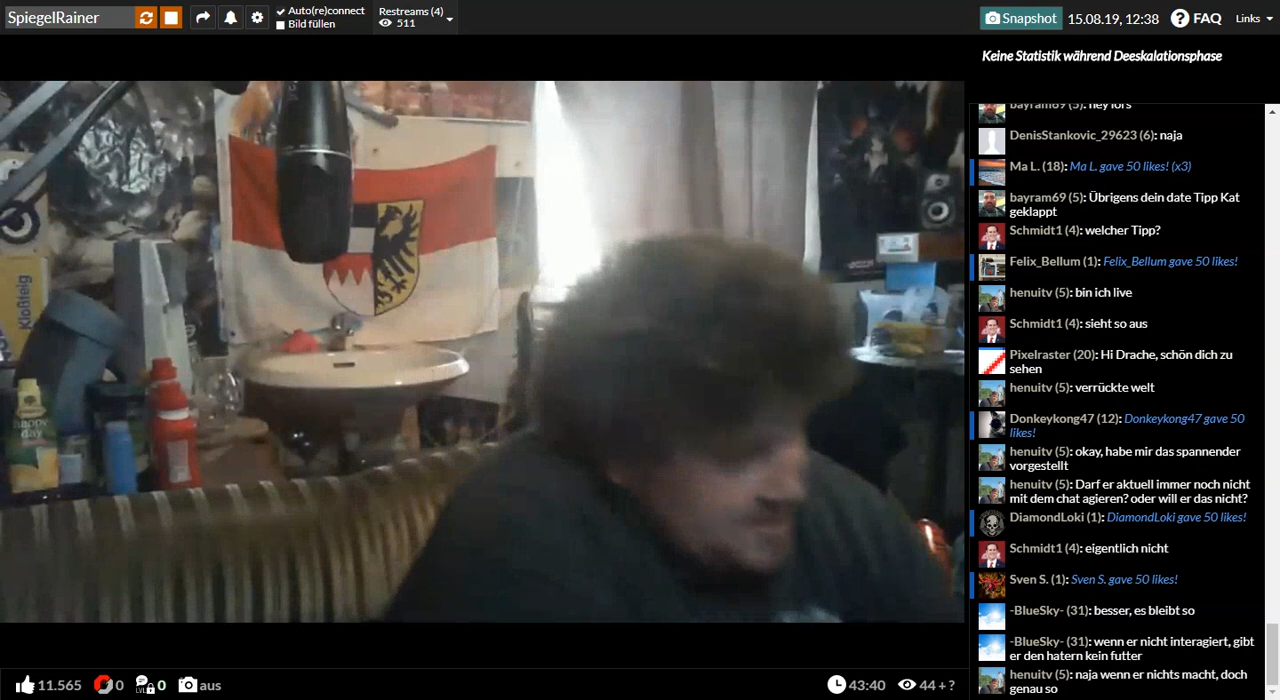 SpiegelRainer
Auto(re)connect
Bild füllen
Restreams (4)
511
Snapshot
15.08.19, 12:38
FAQ
Links
Keine Statistik während Deeskalationsphase
bayram69 (5): hey lors
DenisStankovic_29623 (6): naja
Ma L. (18): Ma L. gave 50 likes! (x3)
bayram69 (5): Übrigens dein date Tipp Kat
geklappt
Schmidt1 (4): welcher Tipp?
Felix_Bellum (1): Felix_Bellum gave 50 likes!
henuitv (5): bin ich live
Schmidt1 (4): sieht so aus
Pixelraster (20): Hi Drache, schön dich zu
sehen
henuitv (5): verrückte welt
Donkeykong47 (12): Donkeykong47 gave 50
likes!
henuitv (5): okay, habe mir das spannender
vorgestellt
henuitv (5): Darf er aktuell immer noch nicht
mit dem chat agieren? oder will er das nicht?
DiamondLoki (1): DiamondLoki gave 50 likes!
Schmidt1 (4): eigentlich nicht
Sven S. (1): Sven S. gave 50 likes!
-BlueSky- (31): besser, es bleibt so
-BlueSky- (31): wenn er nicht interagiert, gibt
er den hatern kein futter
henuitv (5): naja wenn er nichts macht, doch
genau so
Kloßteig
happy
day
11.565
0
LVL
0
aus
43:40
44 + ?